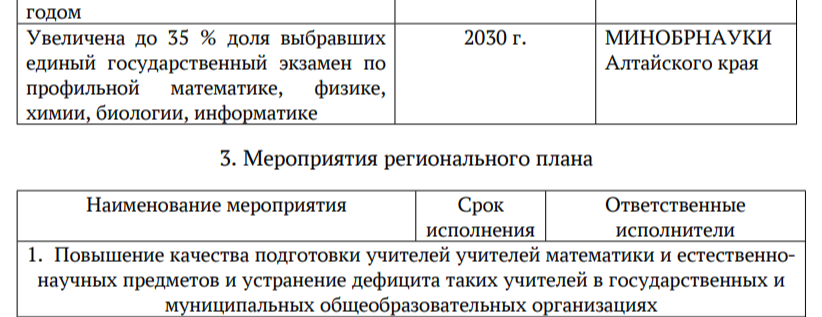 годом
Увеличена до 35 % доля выбравших
единый государственный экзамен по
профильной математике, физике,
химии, биологии, информатике
2030 г.
МИНОБРНАУКИ
Алтайского края
3. Мероприятия регионального плана
Наименование мероприятия
Срок
исполнения
Ответственные
исполнители
1. Повышение качества подготовки учителей учителей математики и естественно-
научных предметов и устранение дефицита таких учителей в государственных и
муниципальных общеобразовательных организациях